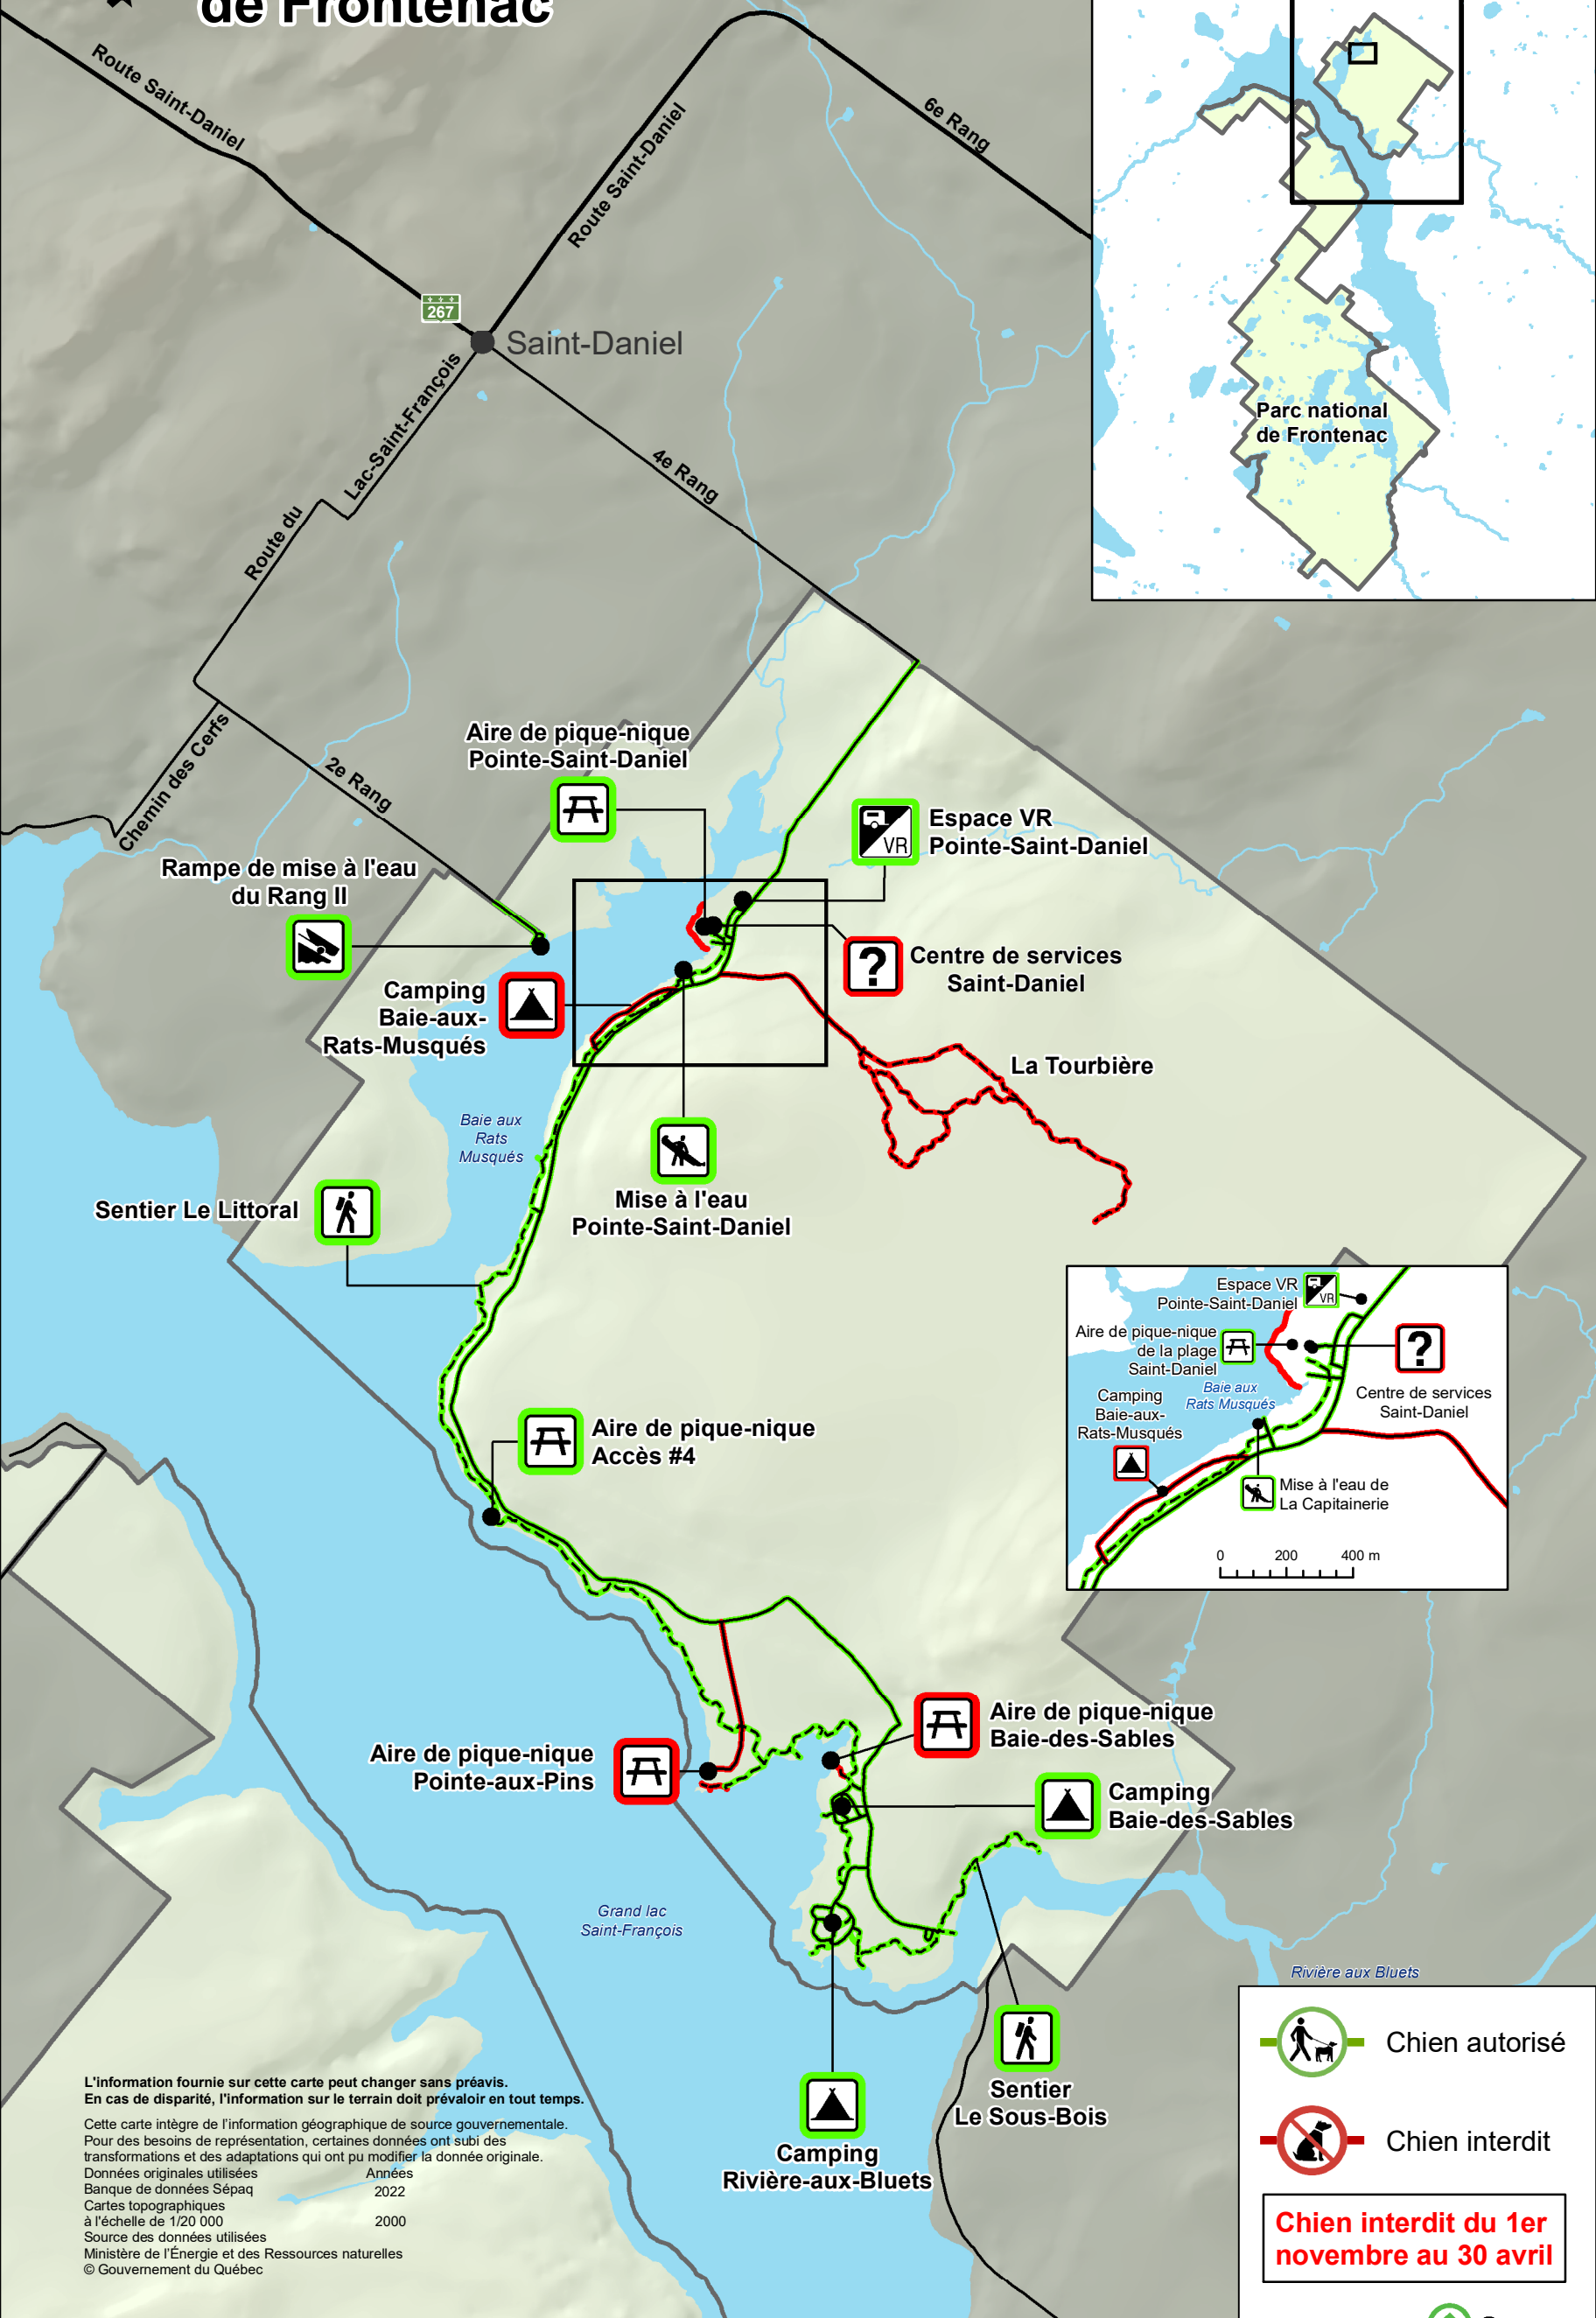 de Frontenac
Route Saint-Daniel
Route Saint-Daniel
6e Rang
267
Saint-Daniel
Route du
Lac-Saint-François
4e Rang
Parc national
de Frontenac
Chemin des Cerfs
2e Rang
Aire de pique-nique
Pointe-Saint-Daniel
VR
Espace VR
Pointe-Saint-Daniel
Rampe de mise à l'eau
du Rang II
?
Centre de services
Saint-Daniel
Camping
Baie-aux-
Rats-Musqués
La Tourbière
Baie aux
Rats
Musqués
Mise à l'eau
Pointe-Saint-Daniel
Sentier Le Littoral
Espace VR
Pointe-Saint-Daniel
VR
Aire de pique-nique
de la plage
Saint-Daniel
?
Centre de services
Saint-Daniel
Baie aux
Rats Musqués
Camping
Baie-aux-
Rats-Musqués
Mise à l'eau de
La Capitainerie
0 200 400 m
Aire de pique-nique
Accès #4
Aire de pique-nique
Baie-des-Sables
Aire de pique-nique
Pointe-aux-Pins
Camping
Baie-des-Sables
Grand lac
Saint-François
Rivière aux Bluets
Sentier
Le Sous-Bois
Camping
Rivière-aux-Bluets
L'information fournie sur cette carte peut changer sans préavis.
En cas de disparité, l'information sur le terrain doit prévaloir en tout temps.
Cette carte intègre de l'information géographique de source gouvernementale.
Pour des besoins de représentation, certaines données ont subi des
transformations et des adaptations qui ont pu modifier la donnée originale.
Données originales utilisées Années
Banque de données Sépaq 2022
Cartes topographiques
à l'échelle de 1/20 000 2000
Source des données utilisées
Ministère de l'Énergie et des Ressources naturelles
© Gouvernement du Québec
Chien autorisé
Chien interdit
Chien interdit du 1er
novembre au 30 avril